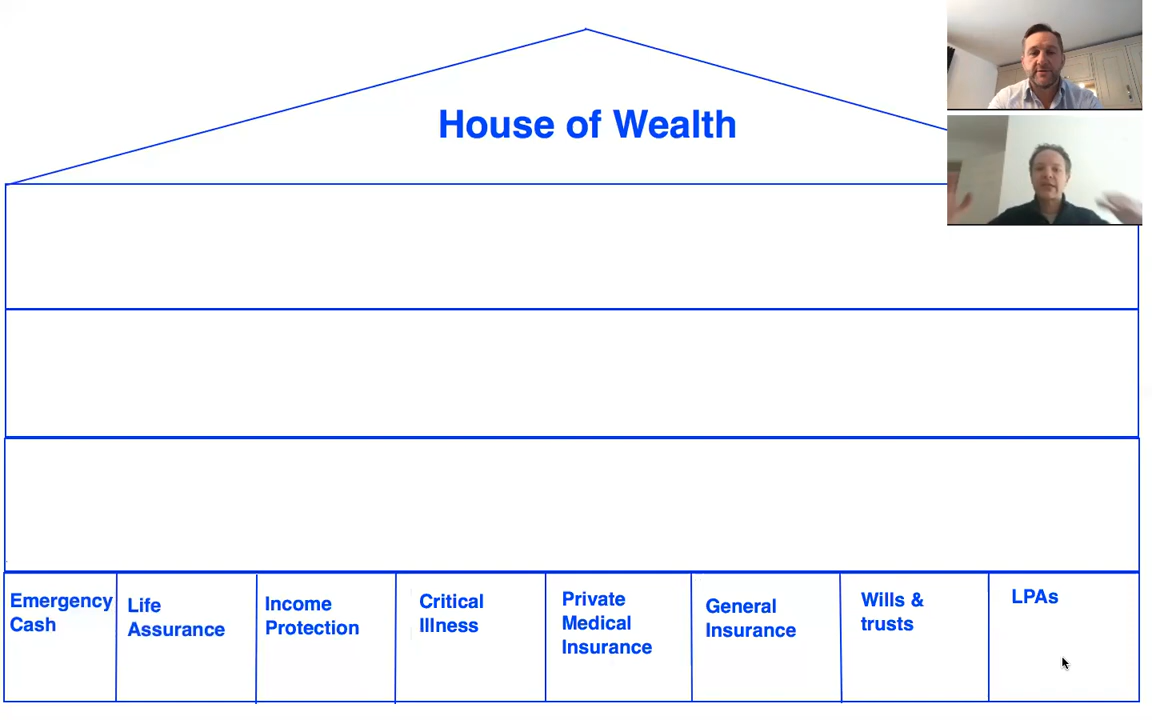 House of Wealth
Emergency
Cash
Life
Assurance
Income
Protection
Critical
Illness
Private
Medical
Insurance
General
Insurance
Wills &
trusts
LPAs